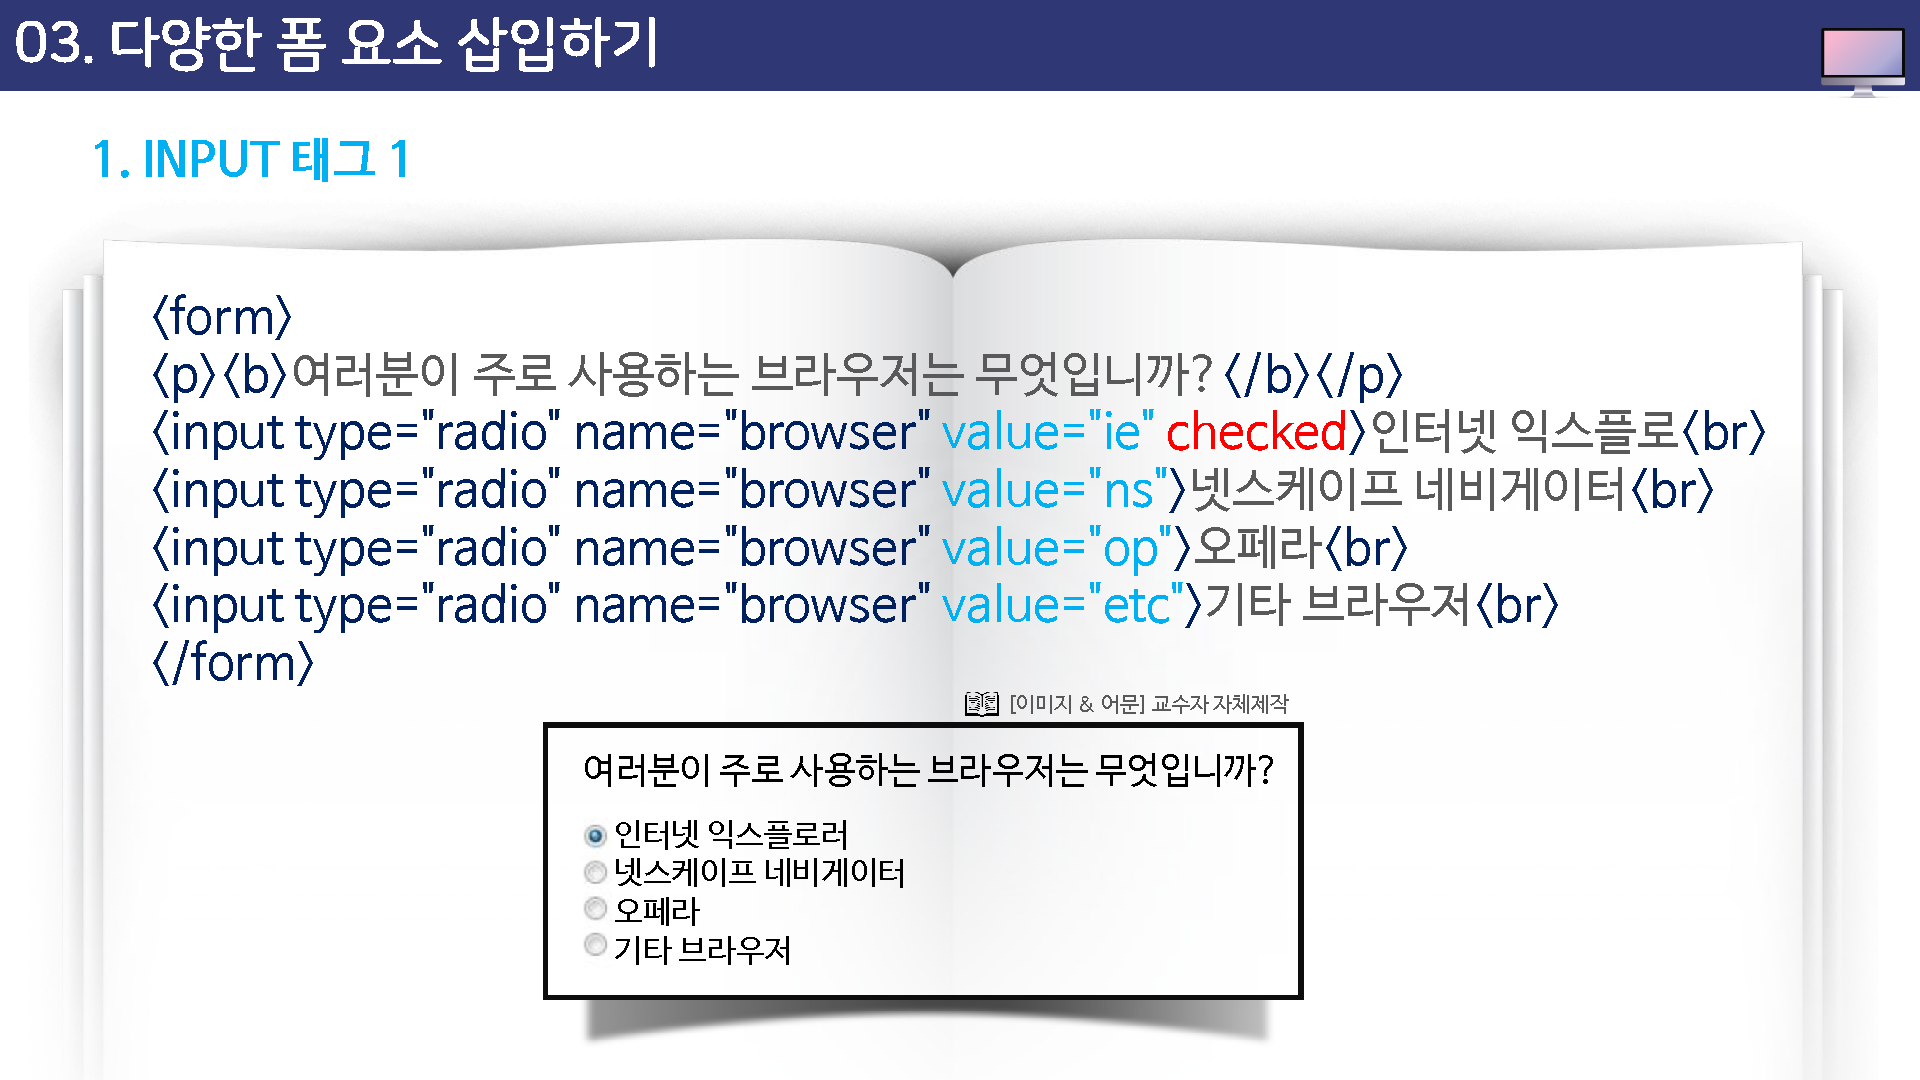 03. 다양한 폼 요소 삽입하기
1. INPUT 태그 1
<form>
<p><b>여러분이 주로 사용하는 브라우저는 무엇입니까? </b></p>
<input type="radio" name="browser" value="ie" checked>인터넷 익스플로<br>
<input type="radio" name="browser" value="ns">넷스케이프 네비게이터<br>
<input type="radio" name="browser" value="op">오페라<br>
<input type="radio" name="browser" value="etc">기타 브라우저<br>
</form>
[이미지 & 어문] 교수자 자체제작
여러분이 주로 사용하는 브라우저는 무엇입니까?
인터넷 익스플로러
넷스케이프 네비게이터
오페라
기타 브라우저